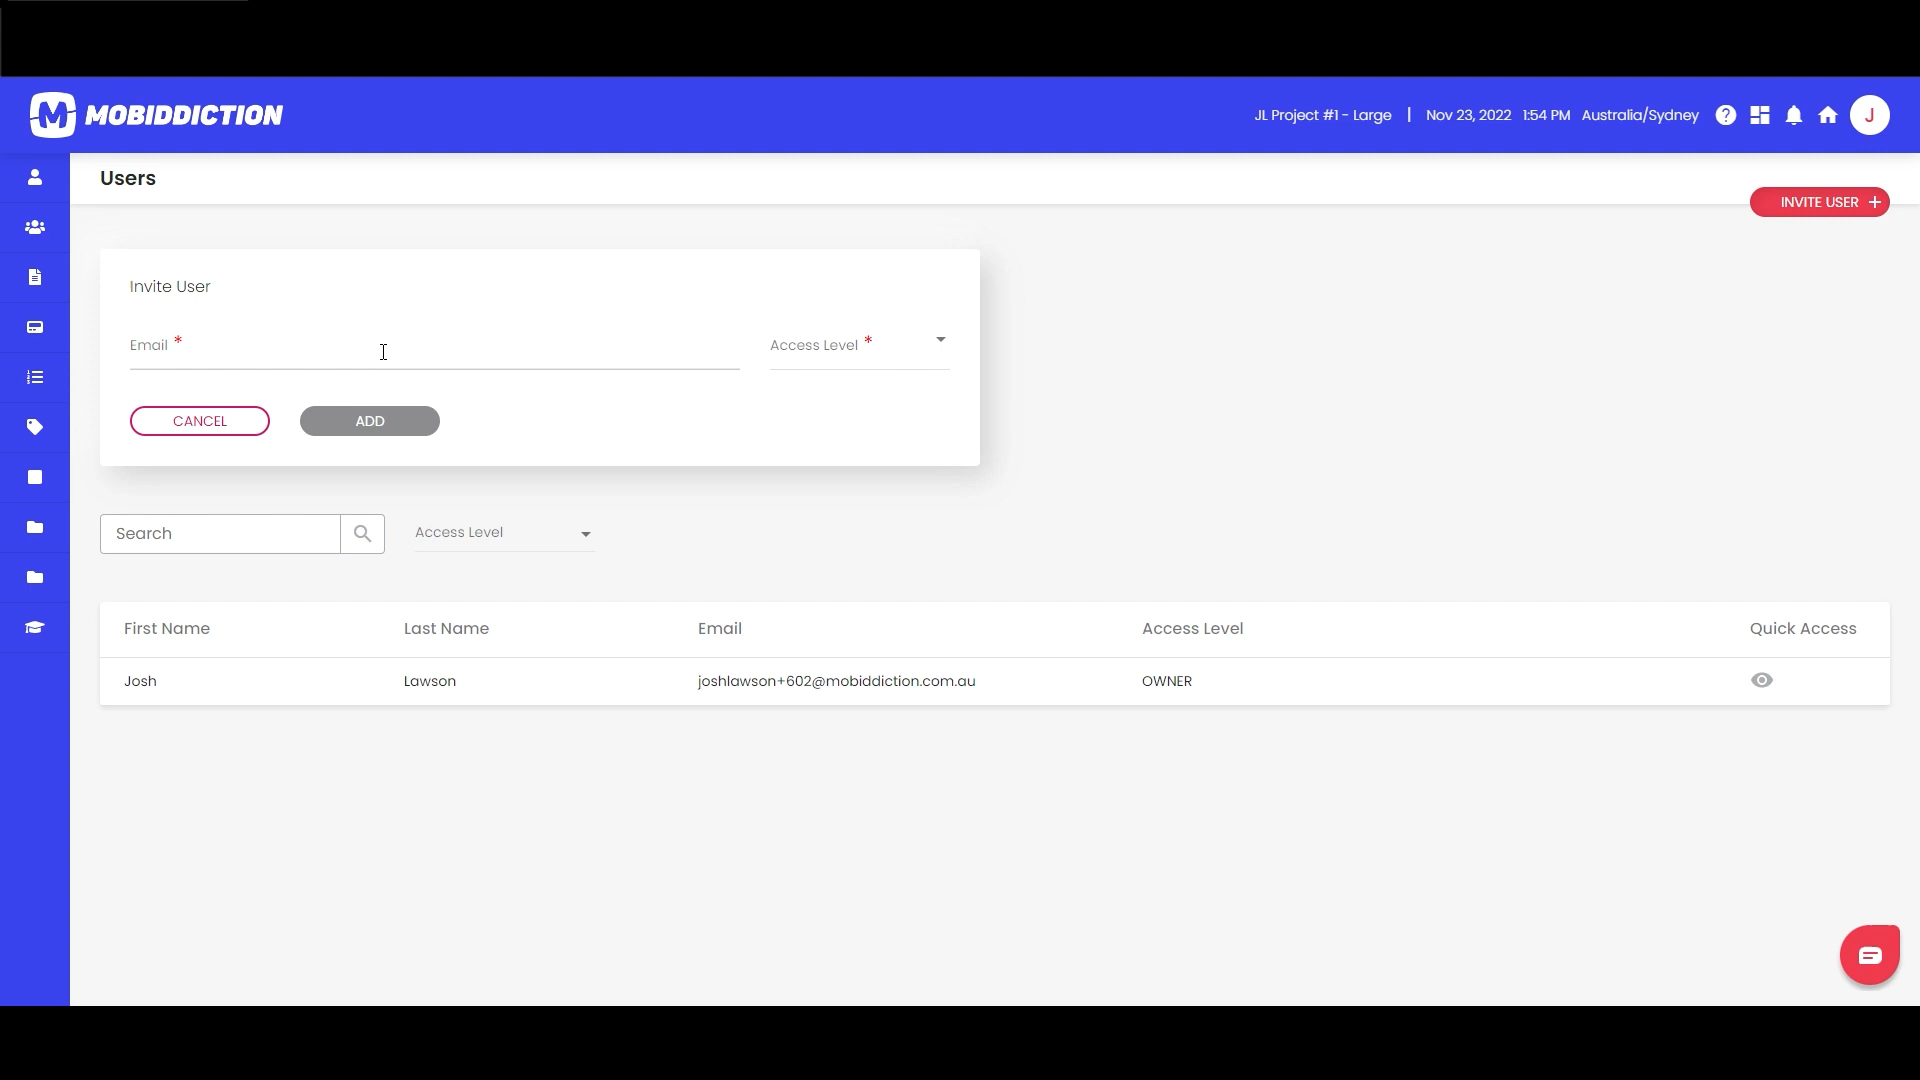 MOBIDDICTION
JL Project #1 - Large | Nov 23, 2022 1:54 PM Australia/Sydney ? J
Users
INVITE USER +
Invite User
Email * Access Level *
CANCEL ADD
Search Access Level
First Name Last Name Email Access Level Quick Access
Josh Lawson joshlawson+602@mobiddiction.com.au OWNER